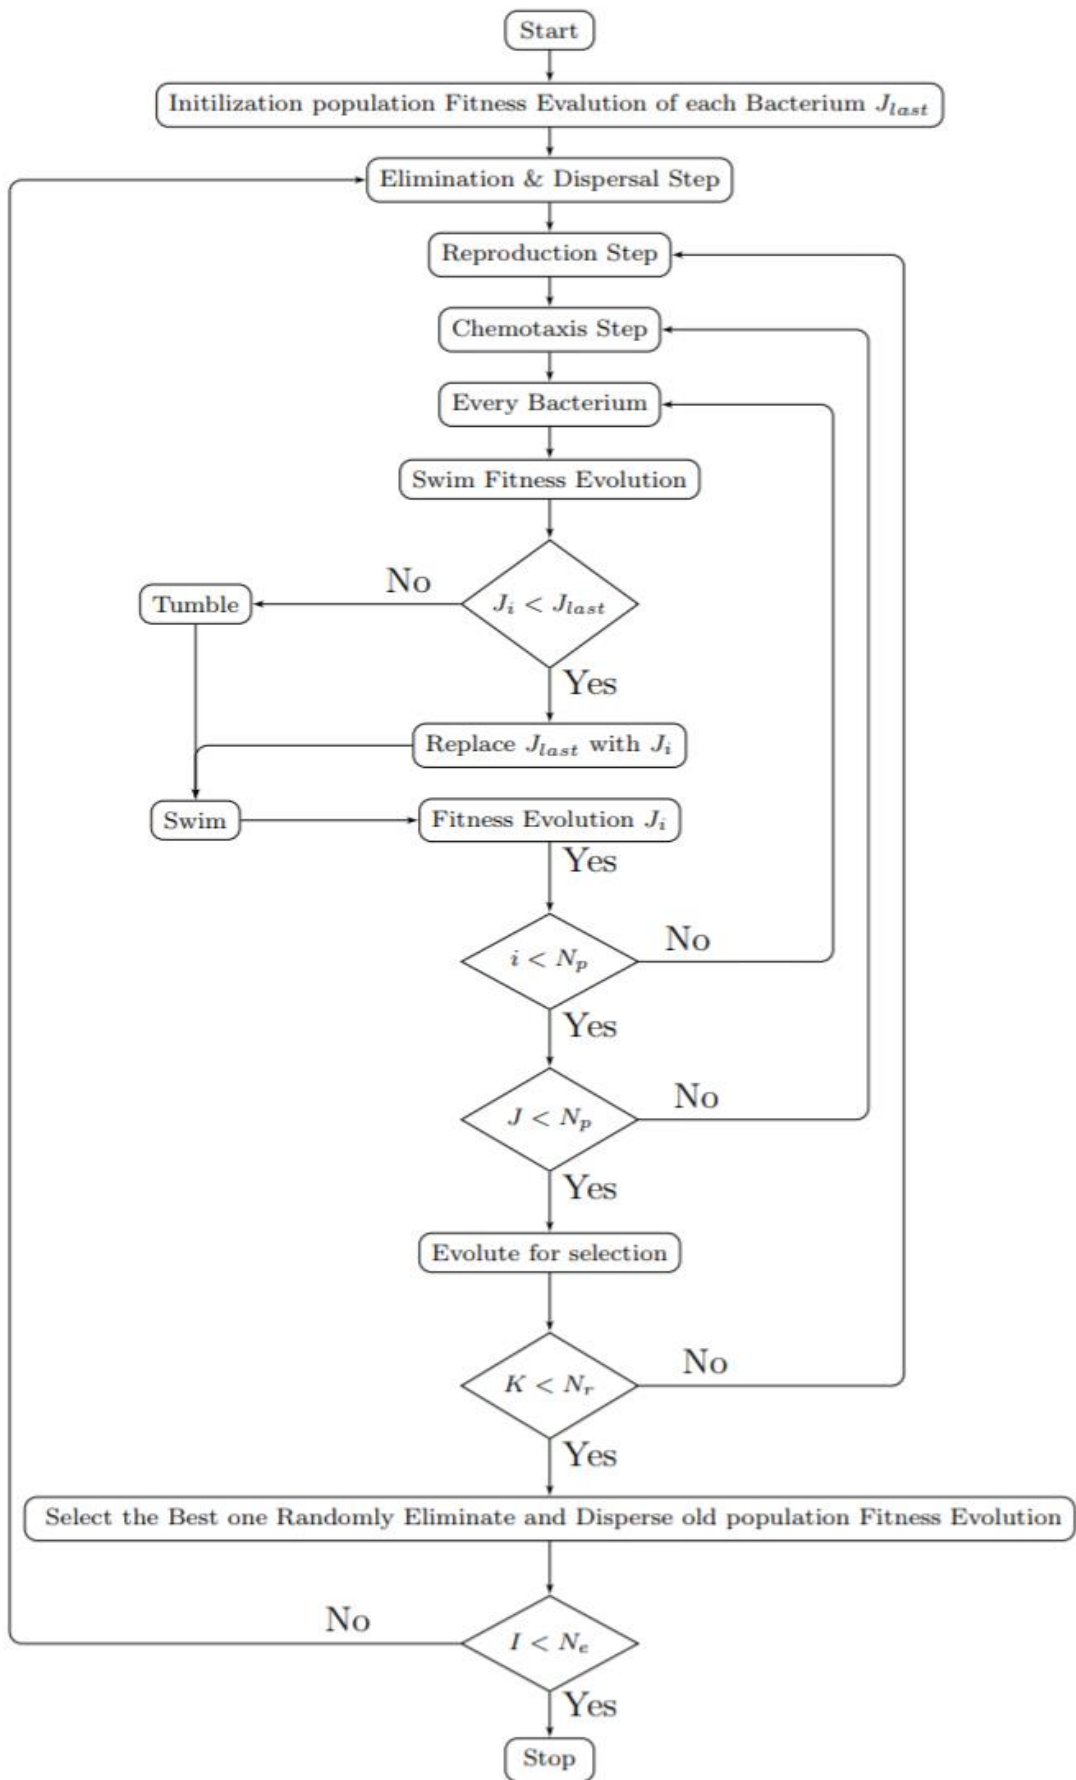 Start
Initilization population Fitness Evalution of each Bacterium J_last
Elimination & Dispersal Step
Reproduction Step
Chemotaxis Step
Every Bacterium
Swim Fitness Evolution
J_i < J_last
No
Tumble
Yes
Replace J_last with J_i
Swim
Fitness Evolution J_i
Yes
i < N_p
No
Yes
J < N_p
No
Yes
Evolute for selection
K < N_r
No
Yes
Select the Best one Randomly Eliminate and Disperse old population Fitness Evolution
I < N_e
No
Yes
Stop